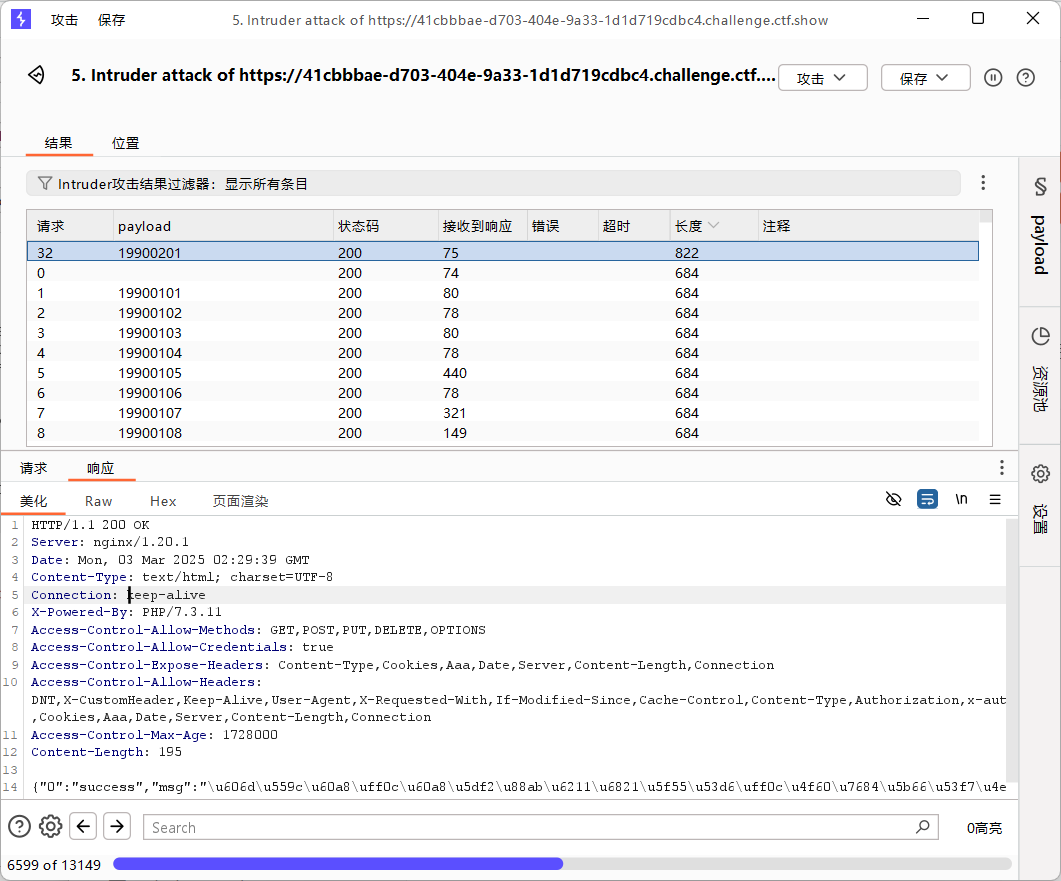 攻击 保存 5. Intruder attack of https://41cbbbae-d703-404e-9a33-1d1d719cdbc4.challenge.ctf.show
5. Intruder attack of https://41cbbbae-d703-404e-9a33-1d1d719cdbc4.challenge.ctf.... 攻击 保存
结果 位置
Intruder攻击结果过滤器：显示所有条目
请求 payload 状态码 接收到响应 错误 超时 长度 注释
32 19900201 200 75 822
0 200 74 684
1 19900101 200 80 684
2 19900102 200 78 684
3 19900103 200 80 684
4 19900104 200 78 684
5 19900105 200 440 684
6 19900106 200 78 684
7 19900107 200 321 684
8 19900108 200 149 684
payload
资源池
设置
请求 响应
美化 Raw Hex 页面渲染 \n
1 HTTP/1.1 200 OK
2 Server: nginx/1.20.1
3 Date: Mon, 03 Mar 2025 02:29:39 GMT
4 Content-Type: text/html; charset=UTF-8
5 Connection: keep-alive
6 X-Powered-By: PHP/7.3.11
7 Access-Control-Allow-Methods: GET,POST,PUT,DELETE,OPTIONS
8 Access-Control-Allow-Credentials: true
9 Access-Control-Expose-Headers: Content-Type,Cookies,Aaa,Date,Server,Content-Length,Connection
10 Access-Control-Allow-Headers:
DNT,X-CustomHeader,Keep-Alive,User-Agent,X-Requested-With,If-Modified-Since,Cache-Control,Content-Type,Authorization,x-aut
,Cookies,Aaa,Date,Server,Content-Length,Connection
11 Access-Control-Max-Age: 1728000
12 Content-Length: 195
13
14 {"0":"success","msg":"\u606d\u559c\u60a8\uff0c\u60a8\u5df2\u88ab\u6211\u6821\u5f55\u53d6\uff0c\u4f60\u7684\u5b66\u53f7\u4e
Search 0高亮
6599 of 13149